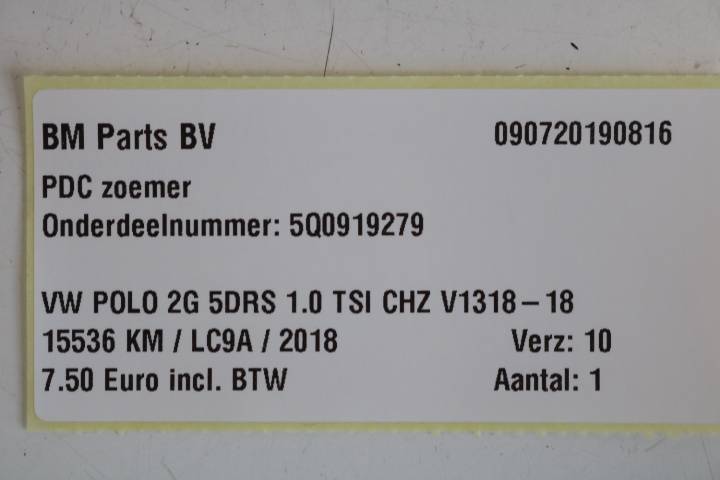 BM Parts BV 090720190816
PDC zoemer
Onderdeelnummer: 5Q0919279
VW POLO 2G 5DRS 1.0 TSI CHZ V1318 – 18
15536 KM / LC9A / 2018 Verz: 10
7.50 Euro incl. BTW Aantal: 1